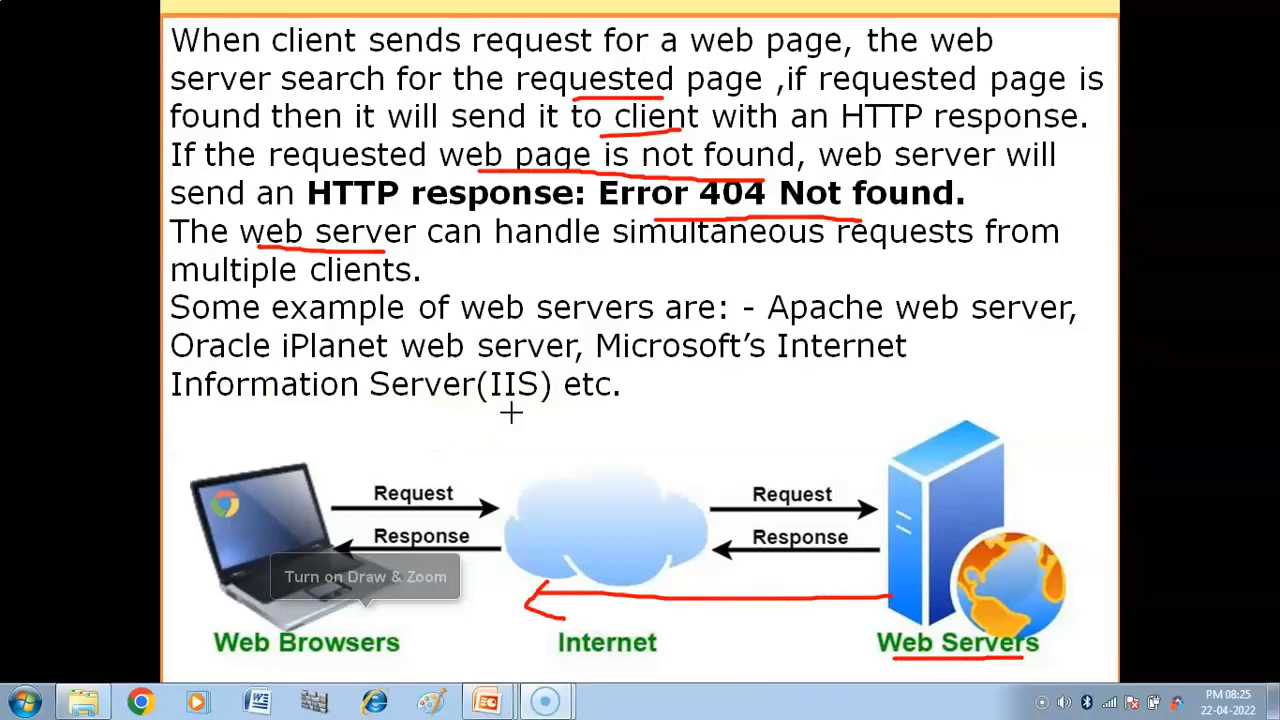 When client sends request for a web page, the web
server search for the requested page ,if requested page is
found then it will send it to client with an HTTP response.
If the requested web page is not found, web server will
send an HTTP response: Error 404 Not found.
The web server can handle simultaneous requests from
multiple clients.
Some example of web servers are: - Apache web server,
Oracle iPlanet web server, Microsoft’s Internet
Information Server(IIS) etc.
Request
Response
Request
Response
Turn on Draw & Zoom
Web Browsers
Internet
Web Servers
PM 08:25
22-04-2022